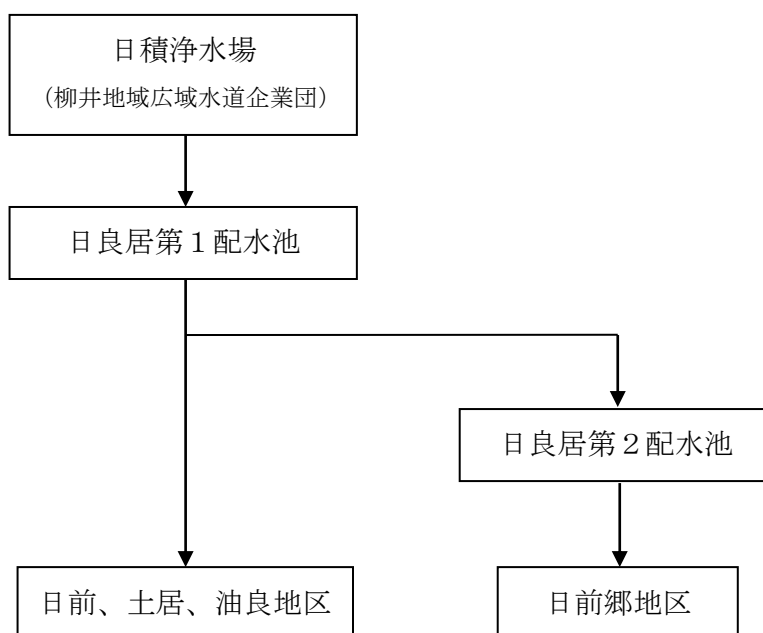 日積浄水場
（柳井地域広域水道企業団）
日良居第１配水池
日良居第２配水池
日前、土居、油良地区
日前郷地区